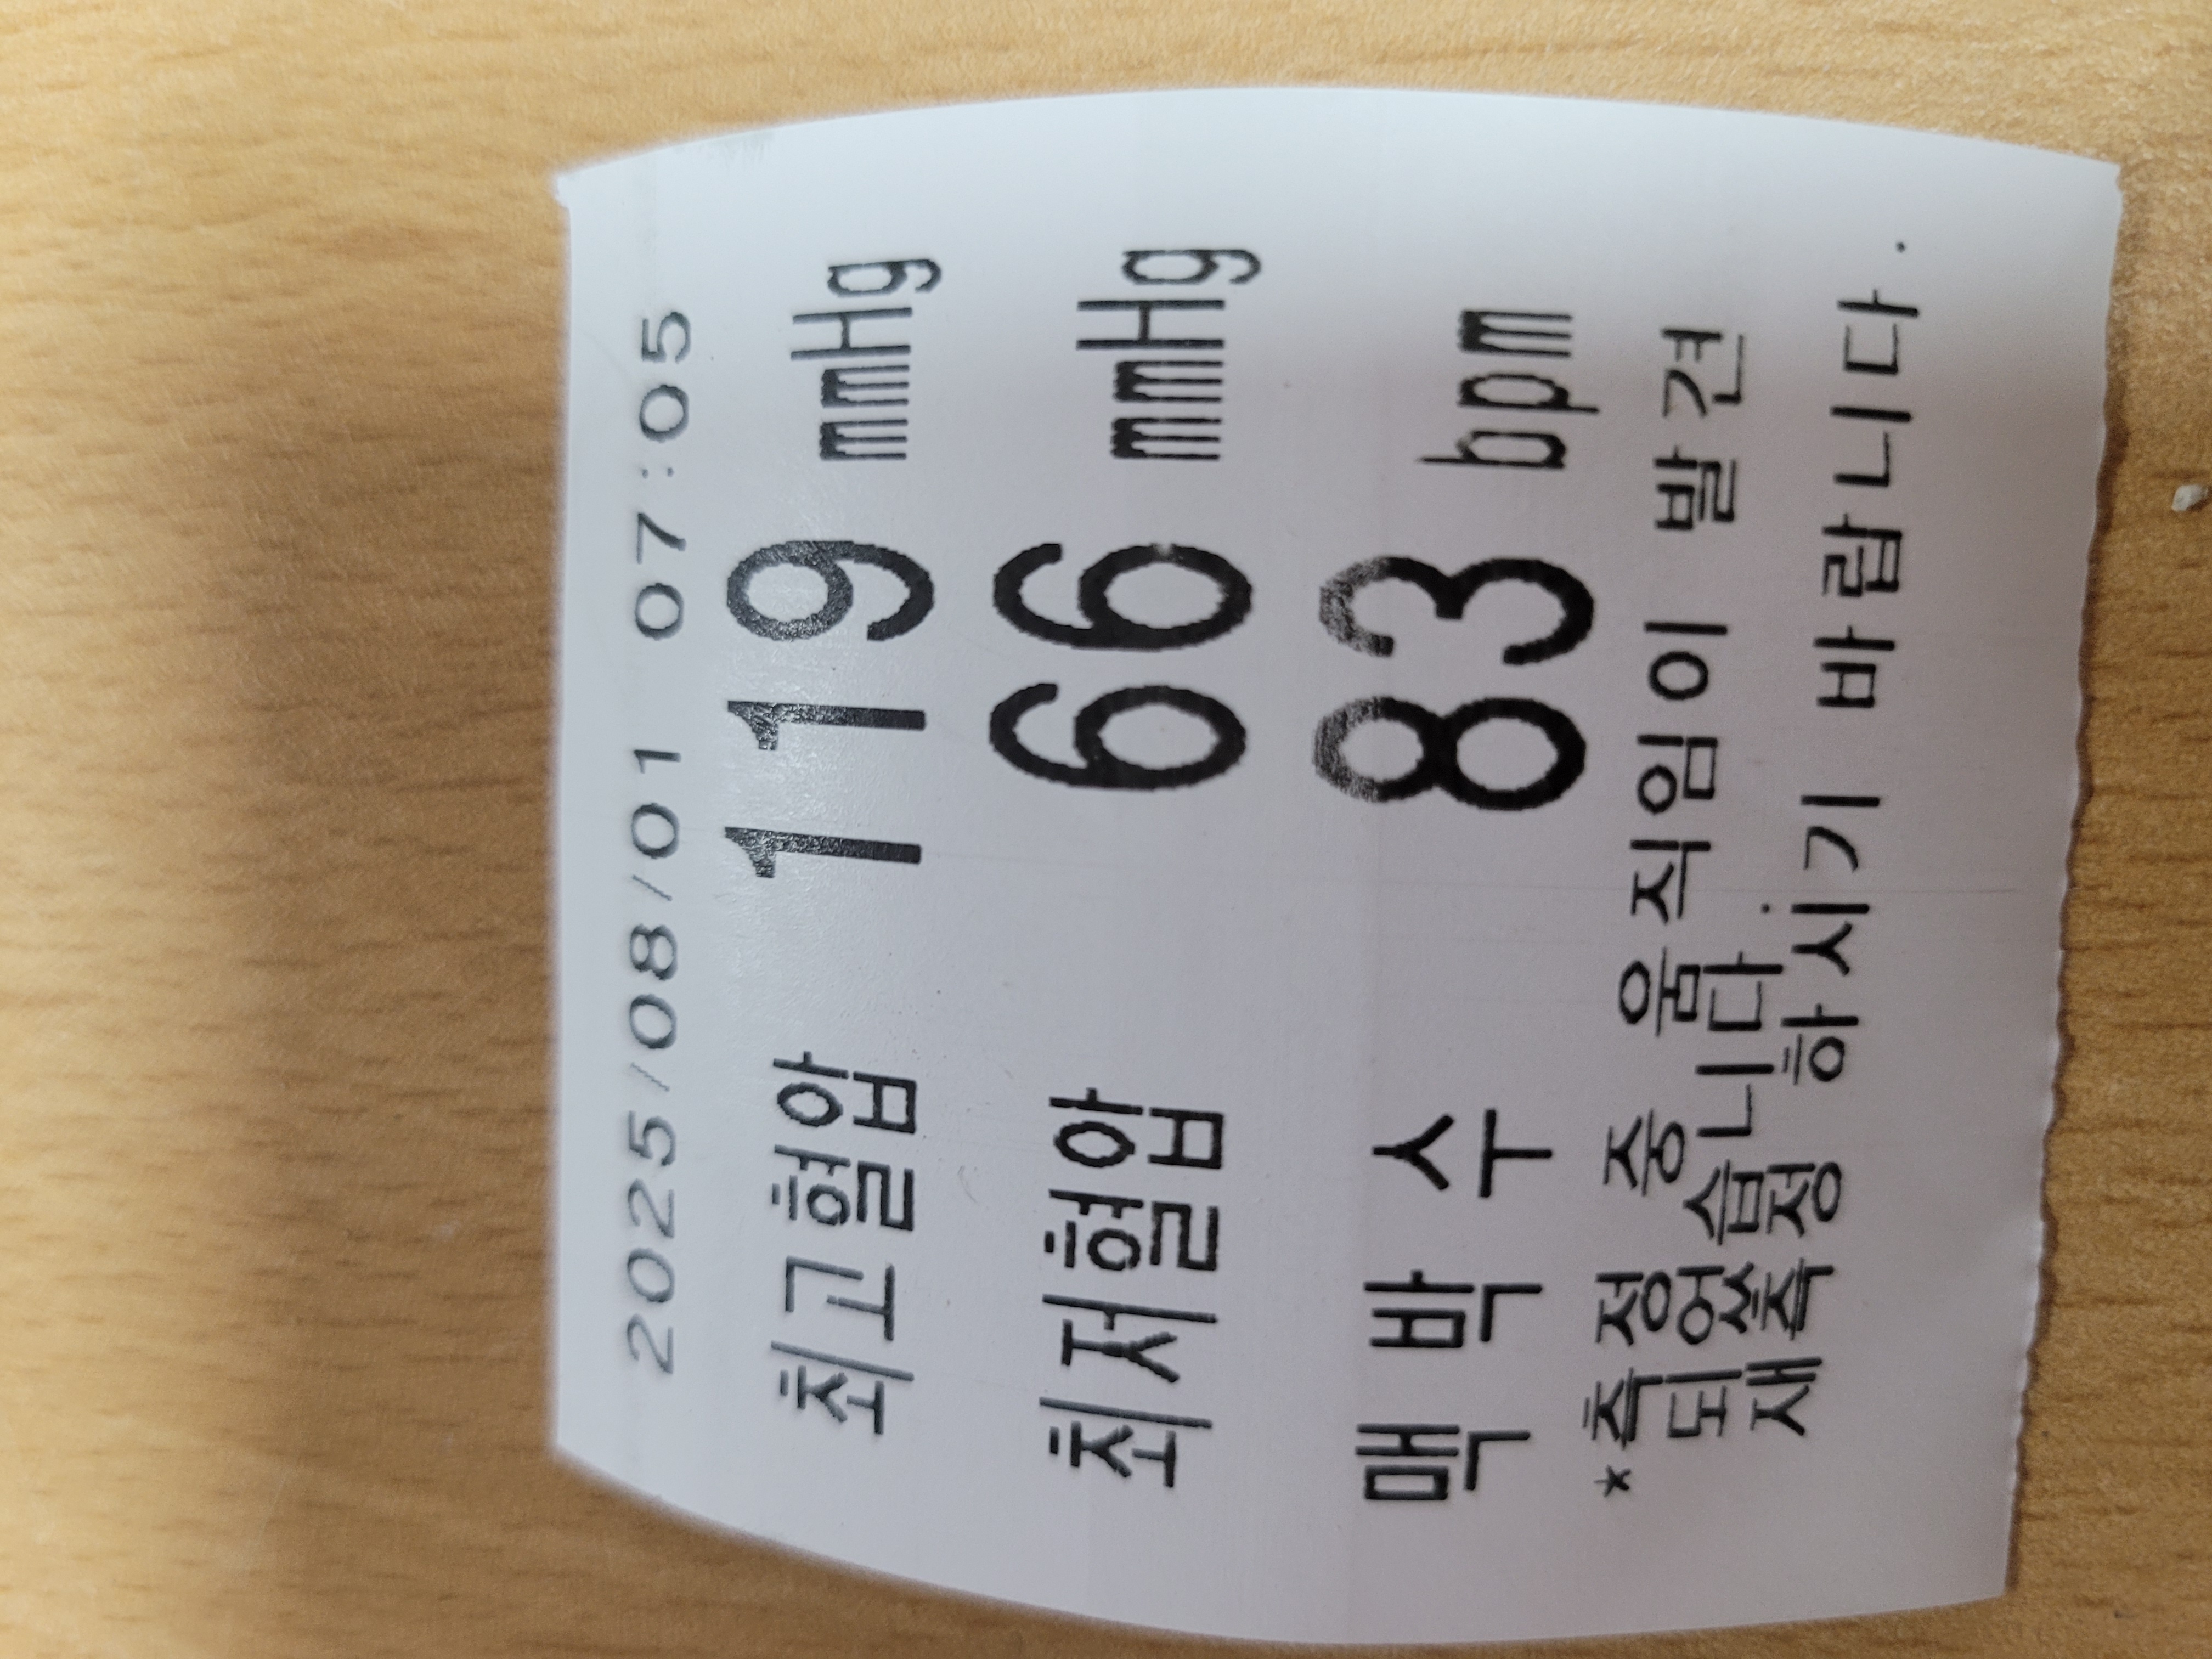 2025/08/01 07:05
최고혈압 119 mmHg
최저혈압 66 mmHg
맥 박 수 83 bpm
*측정 중 움직임이 발견
되었습니다
재측정 하시기 바랍니다.